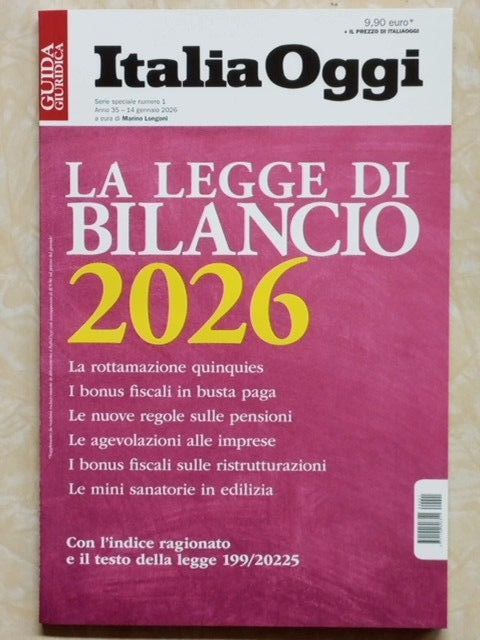 GUIDA
GIURIDICA
9,90 euro*
+ IL PREZZO DI ITALIAOGGI
ItaliaOggi
Serie speciale numero 1
Anno 35 – 14 gennaio 2026
a cura di Marino Longoni
LA LEGGE DI
BILANCIO
2026
La rottamazione quinquies
I bonus fiscali in busta paga
Le nuove regole sulle pensioni
Le agevolazioni alle imprese
I bonus fiscali sulle ristrutturazioni
Le mini sanatorie in edilizia
Con l'indice ragionato
e il testo della legge 199/20225